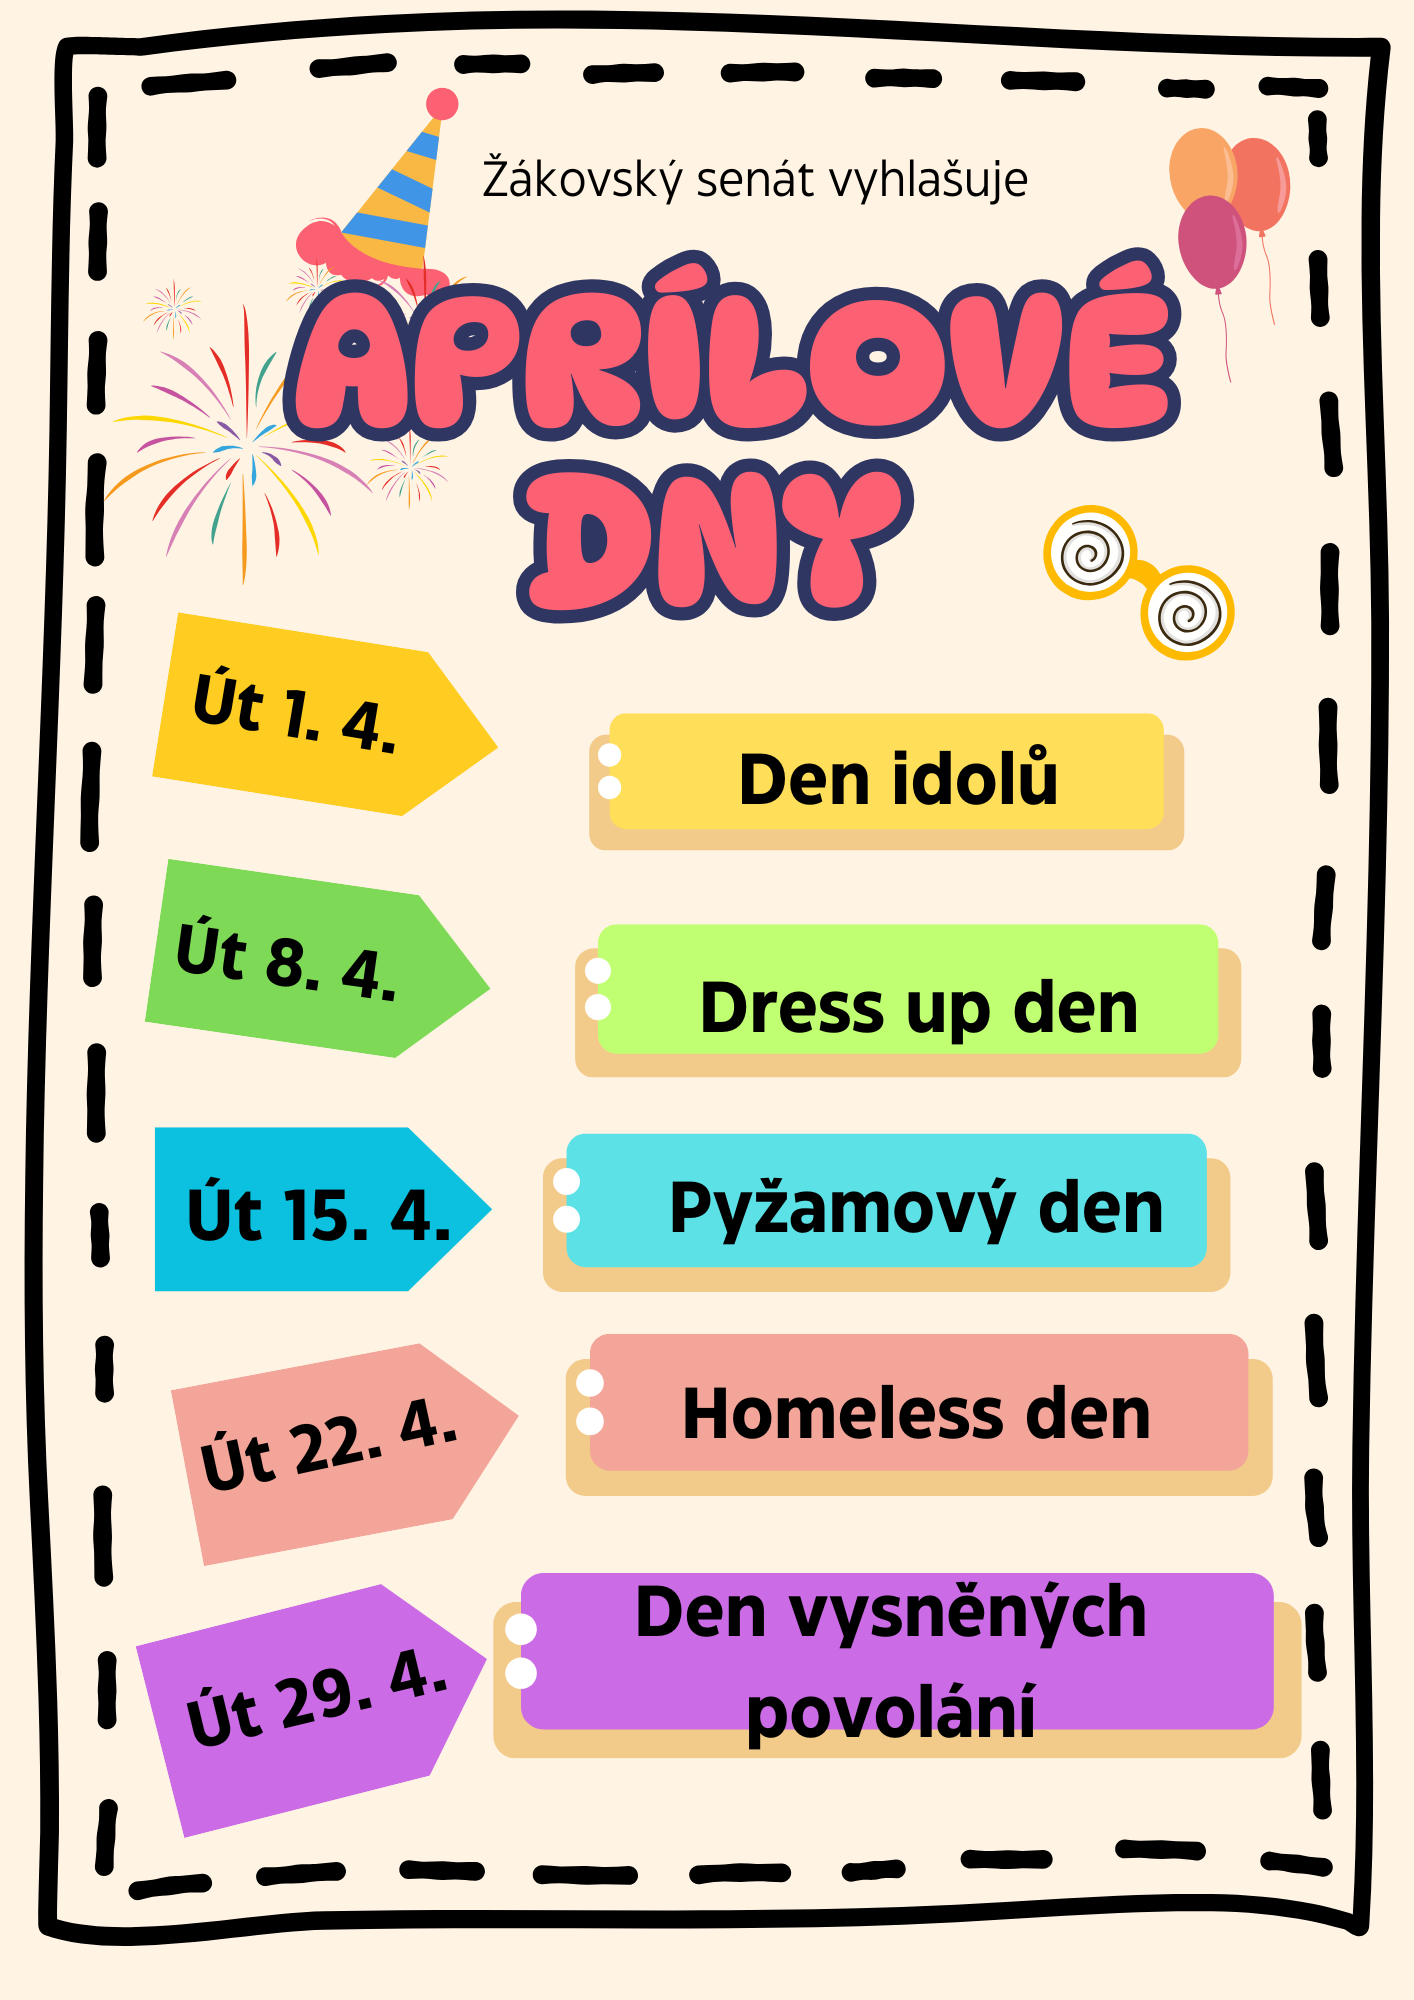 Žákovský senát vyhlašuje
APRÍLOVÉ
DNY
Út 1. 4.
Den idolů
Út 8. 4.
Dress up den
Út 15. 4.
Pyžamový den
Út 22. 4.
Homeless den
Út 29. 4.
Den vysněných
povolání